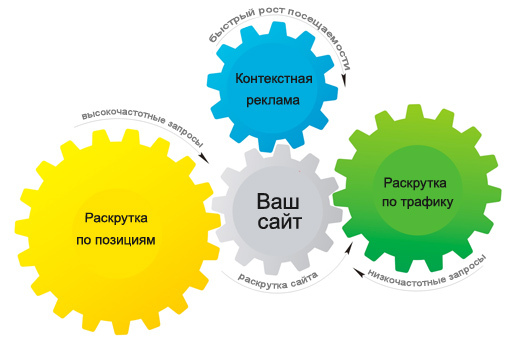 быстрый рост посещаемости
Контекстная
реклама
высокочастотные запросы
Раскрутка
по позициям
Ваш
сайт
Раскрутка
по трафику
раскрутка сайта
низкочастотные запросы